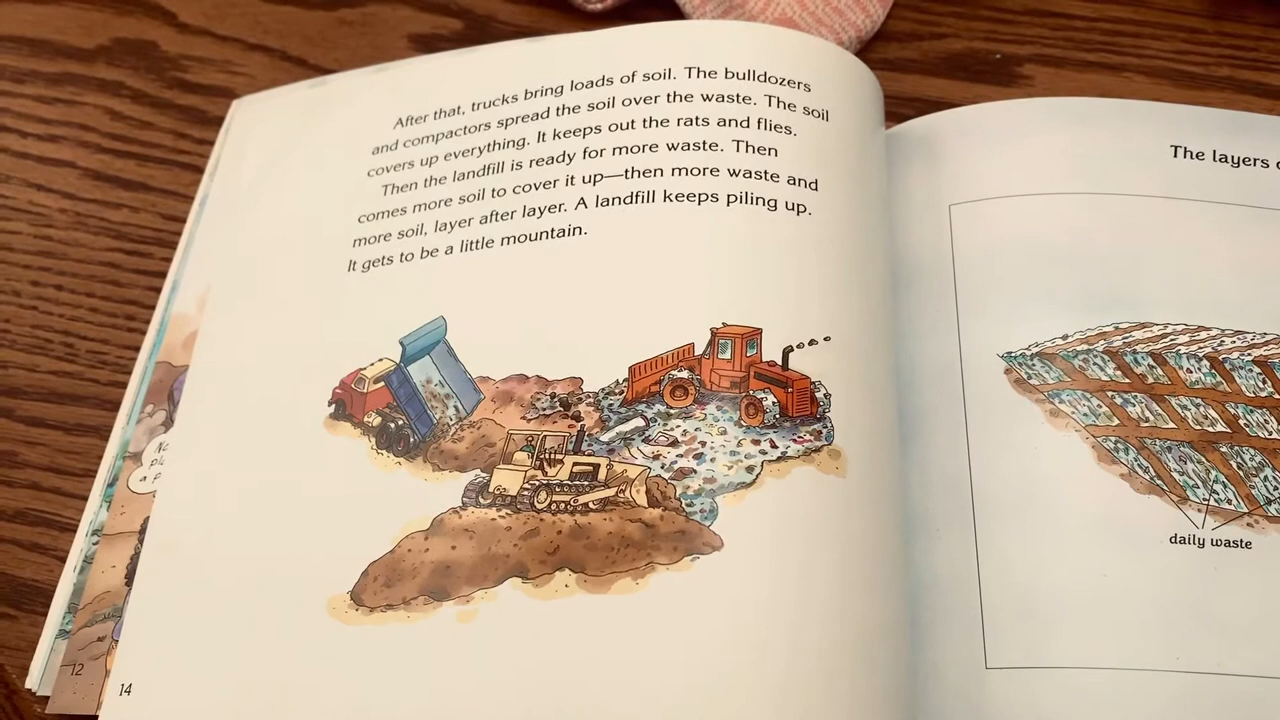 After that, trucks bring loads of soil. The bulldozers
and compactors spread the soil over the waste. The soil
covers up everything. It keeps out the rats and flies.
Then the landfill is ready for more waste. Then
comes more soil to cover it up—then more waste and
more soil, layer after layer. A landfill keeps piling up.
It gets to be a little mountain.
12
14
The layers
daily waste